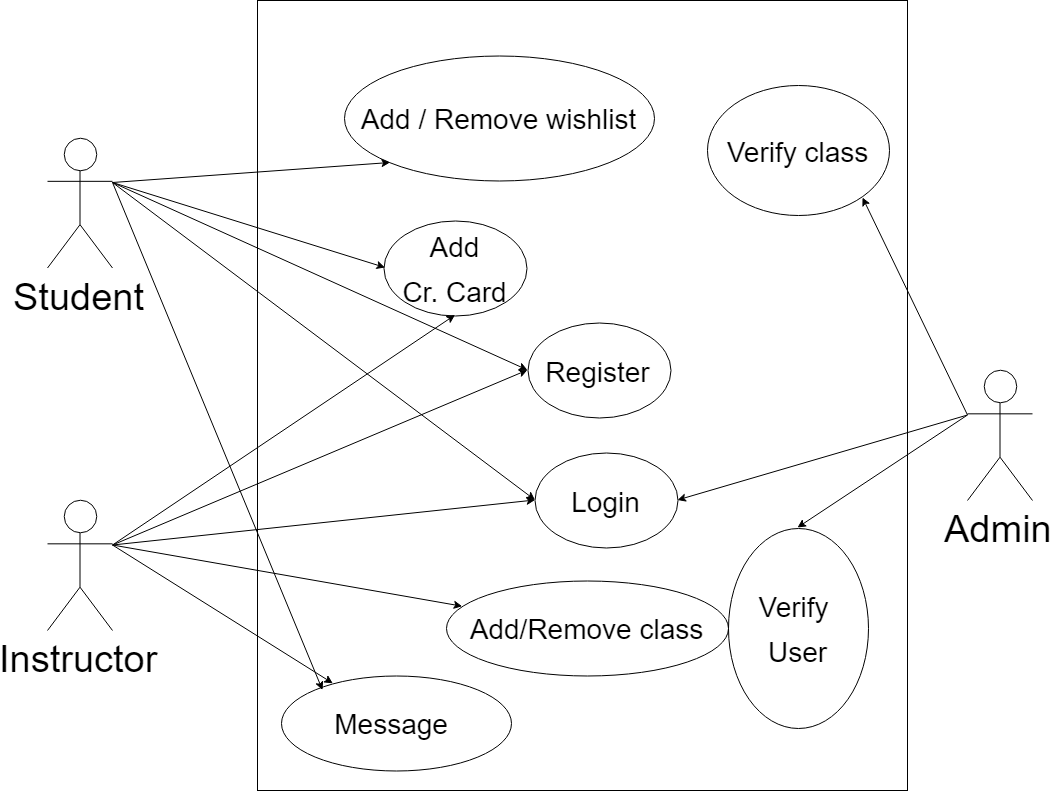 Add / Remove wishlist
Verify class
Student
Add
Cr. Card
Register
Login
Admin
Instructor
Add/Remove class
Verify
User
Message